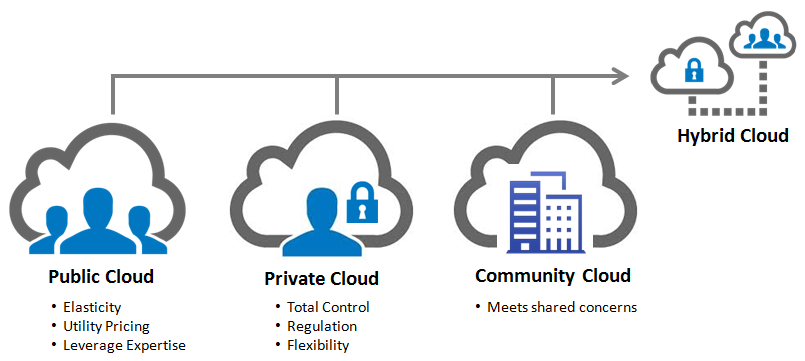 Hybrid Cloud
Public Cloud
• Elasticity
• Utility Pricing
• Leverage Expertise
Private Cloud
• Total Control
• Regulation
• Flexibility
Community Cloud
• Meets shared concerns